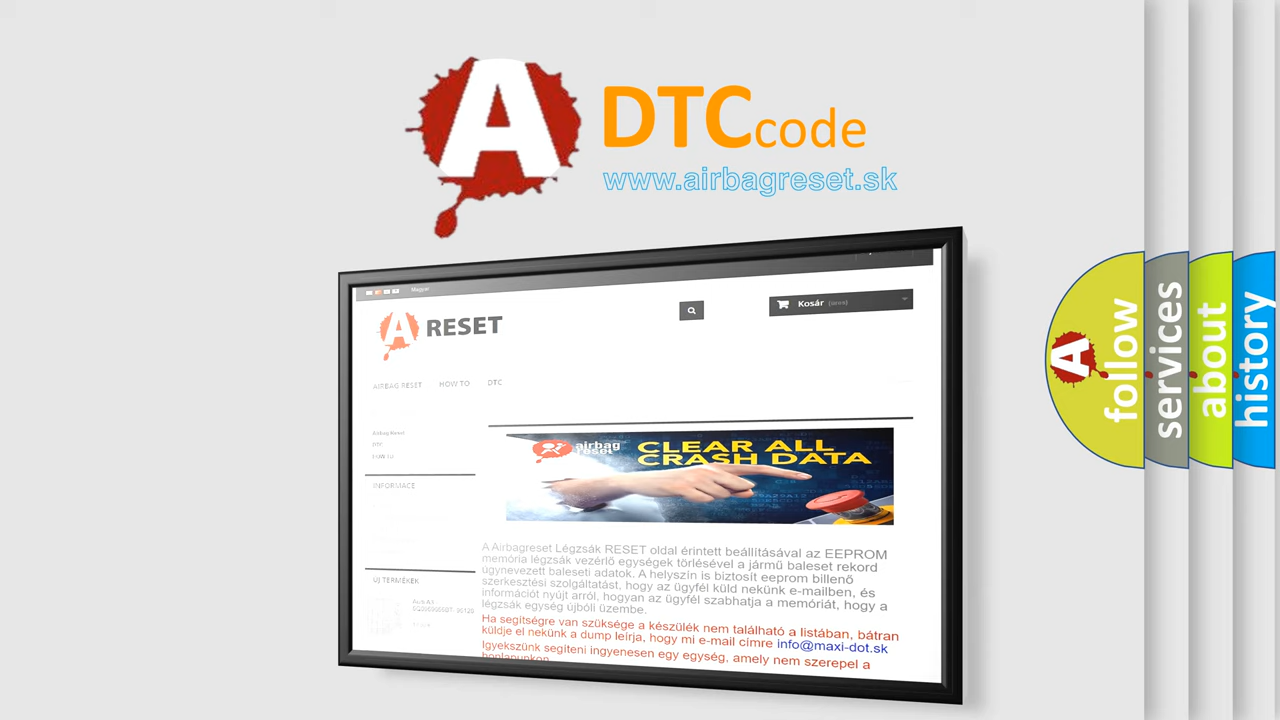 A DTC code
www.airbagreset.sk
Magyar
A RESET
Kosár (üres)
AIRBAG RESET HOW TO DTC
Airbag Reset
DTC
HOW TO
INFORMACE
ÚJ TERMÉKEK
airbag reset
CLEAR ALL
CRASH DATA
A Airbagreset Légzsák RESET oldal érintett beállításával az EEPROM
memória légzsák vezérlő egységek törlésével a jármű baleset rekord
úgynevezett baleseti adatok. A helyszín is biztosít eeprom billenő
szerkesztési szolgáltatást, hogy az ügyfél küld nekünk e-mailben, és
információt nyújt arról, hogyan az ügyfél szabhatja a memóriát, hogy a
légzsák egység újbóli üzembe.
Ha segítségre van szüksége a készülék nem található a listában, bátran
küldje el nekünk a dump leírja, hogy mi e-mail címre info@maxi-dot.sk
Igyekszünk segíteni ingyenesen egy egység, amely nem szerepel a
honlapunkon
A follow
services
about
history